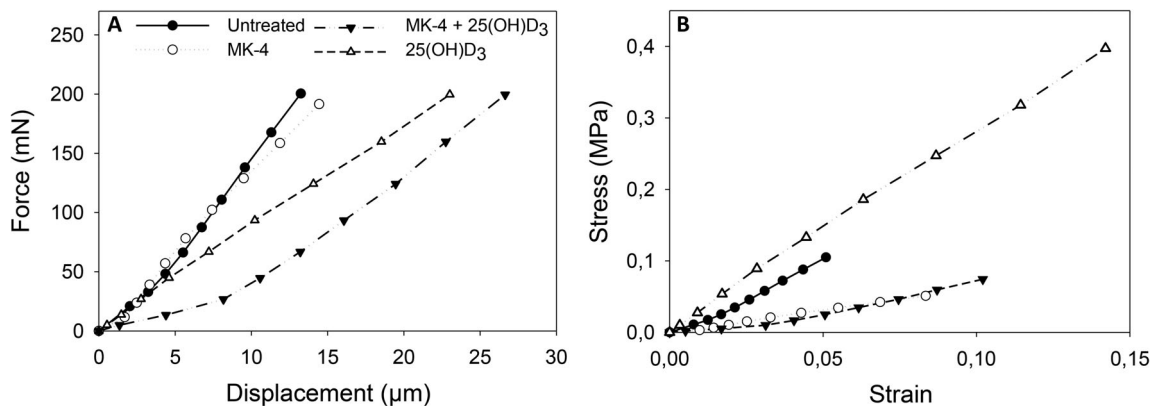 A
Untreated
MK-4
MK-4 + 25(OH)D3
25(OH)D3
250
200
150
100
50
0
Force (mN)
0 5 10 15 20 25 30
Displacement (µm)
B
0,4
0,3
0,2
0,1
0,0
Stress (MPa)
0,00 0,05 0,10 0,15
Strain